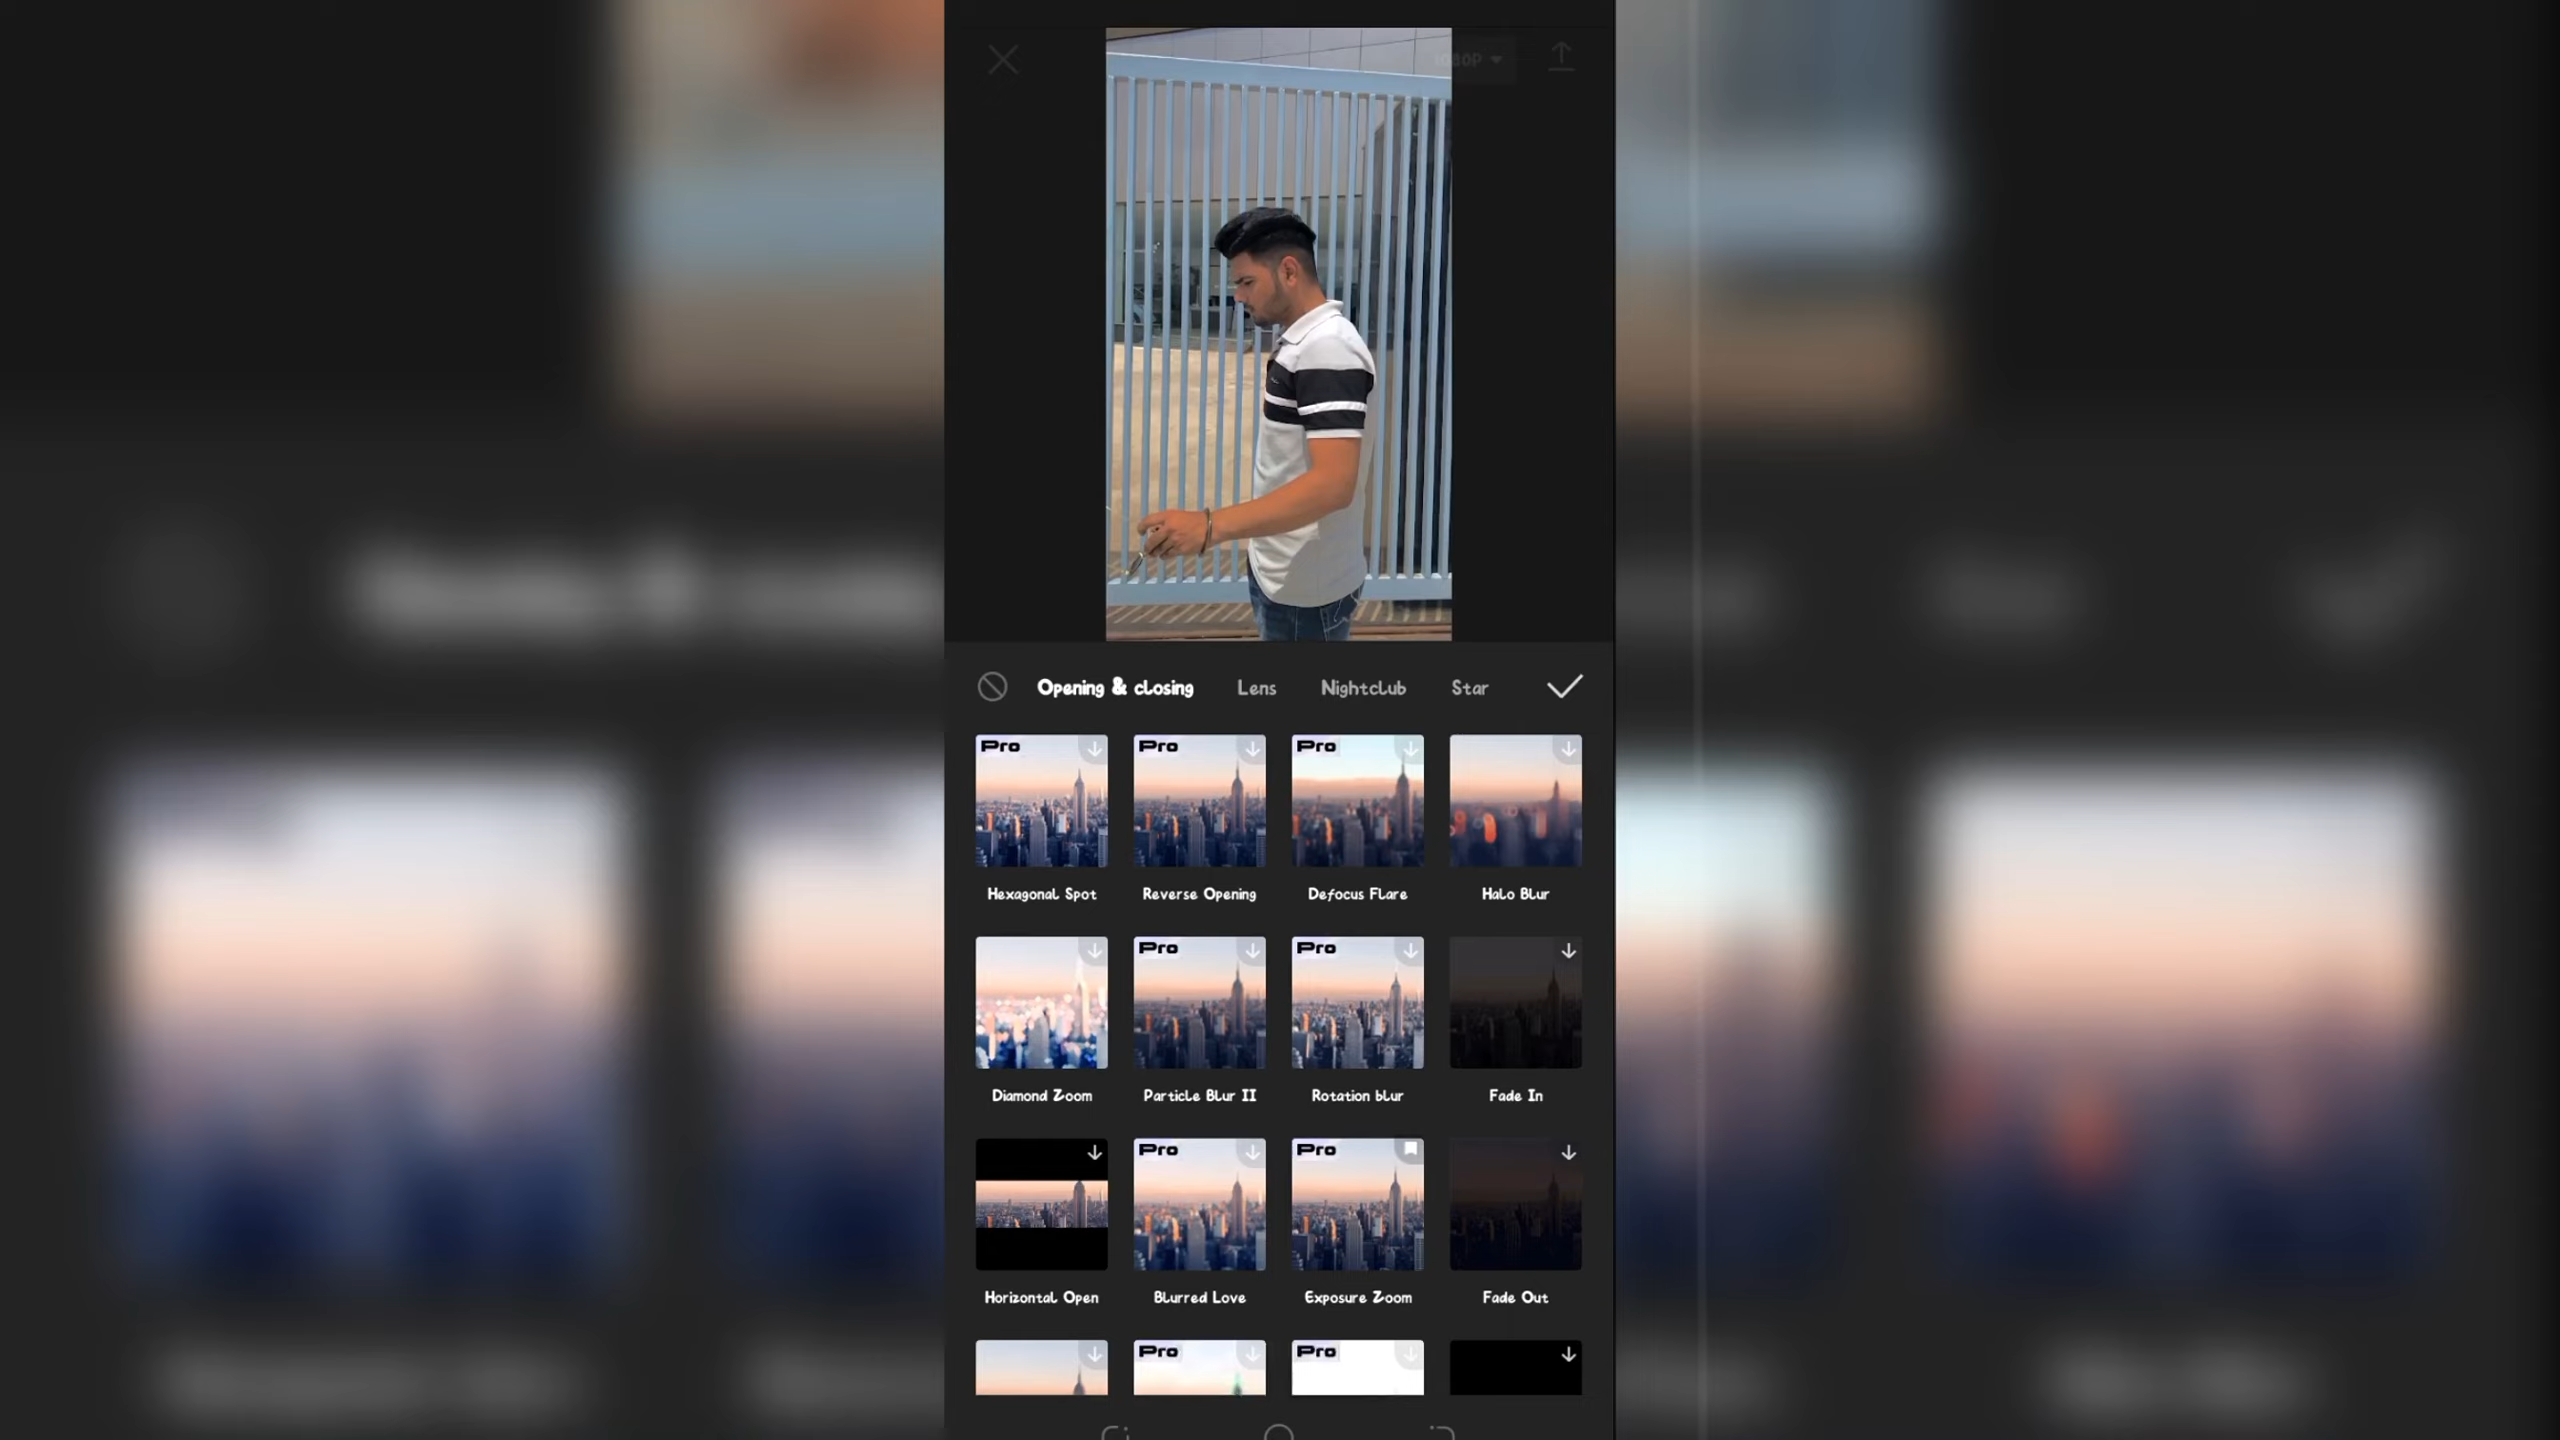 1080P
Opening & closing Lens Nightclub Star
Pro Pro Pro
Hexagonal Spot Reverse Opening Defocus Flare Halo Blur
Pro Pro
Diamond Zoom Particle Blur II Rotation blur Fade In
Pro Pro
Horizontal Open Blurred Love Exposure Zoom Fade Out
Pro Pro